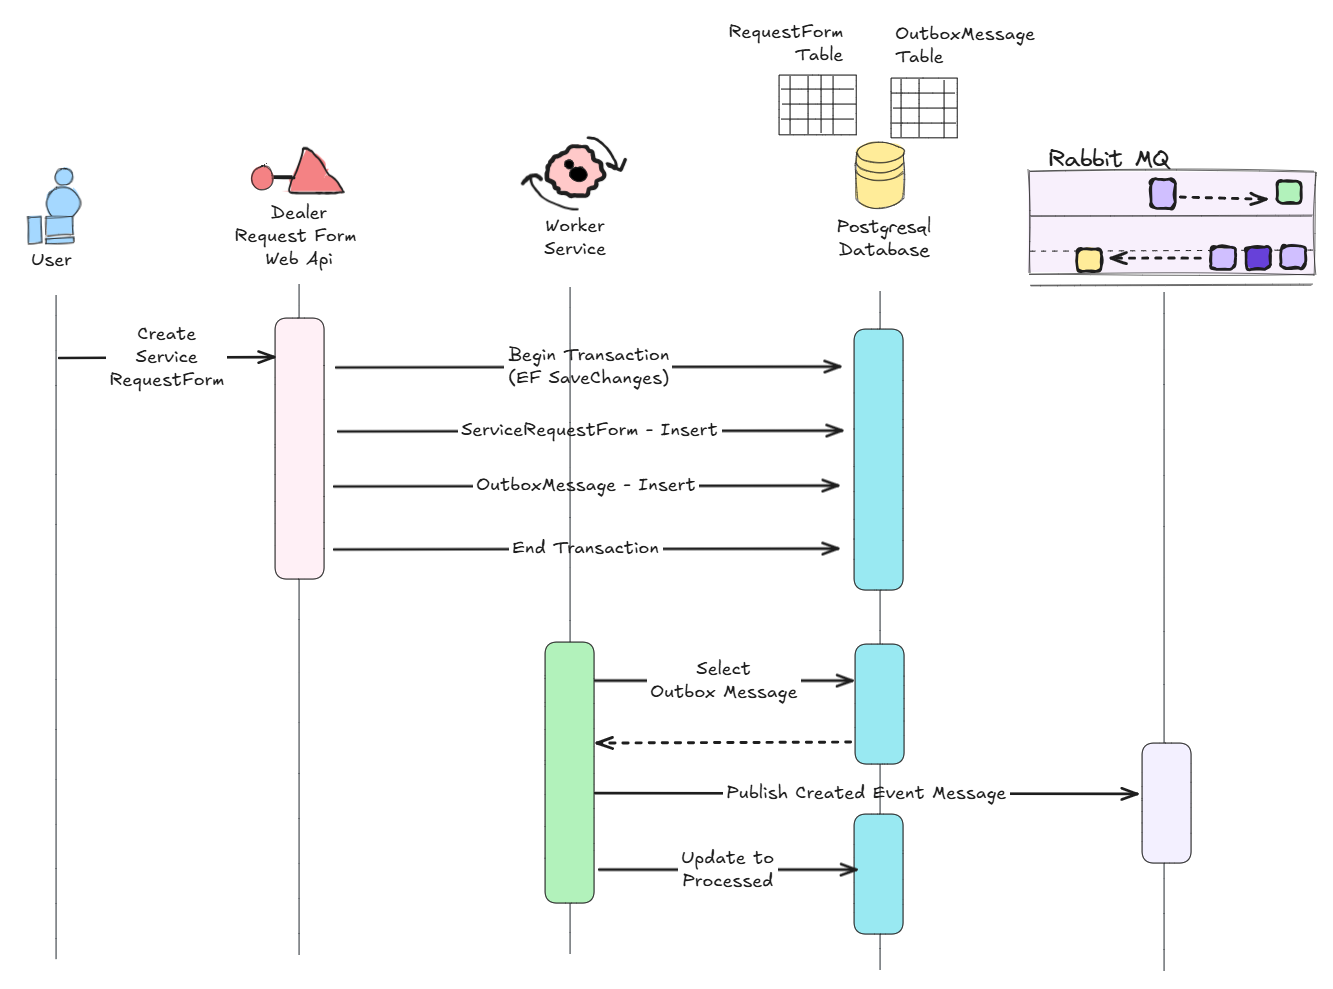 RequestForm
Table
OutboxMessage
Table
Rabbit MQ
User
Dealer
Request Form
Web Api
Worker
Service
Postgresql
Database
Create
Service
RequestForm
Begin Transaction
(EF SaveChanges)
ServiceRequestForm - Insert
OutboxMessage - Insert
End Transaction
Select
Outbox Message
Publish Created Event Message
Update to
Processed